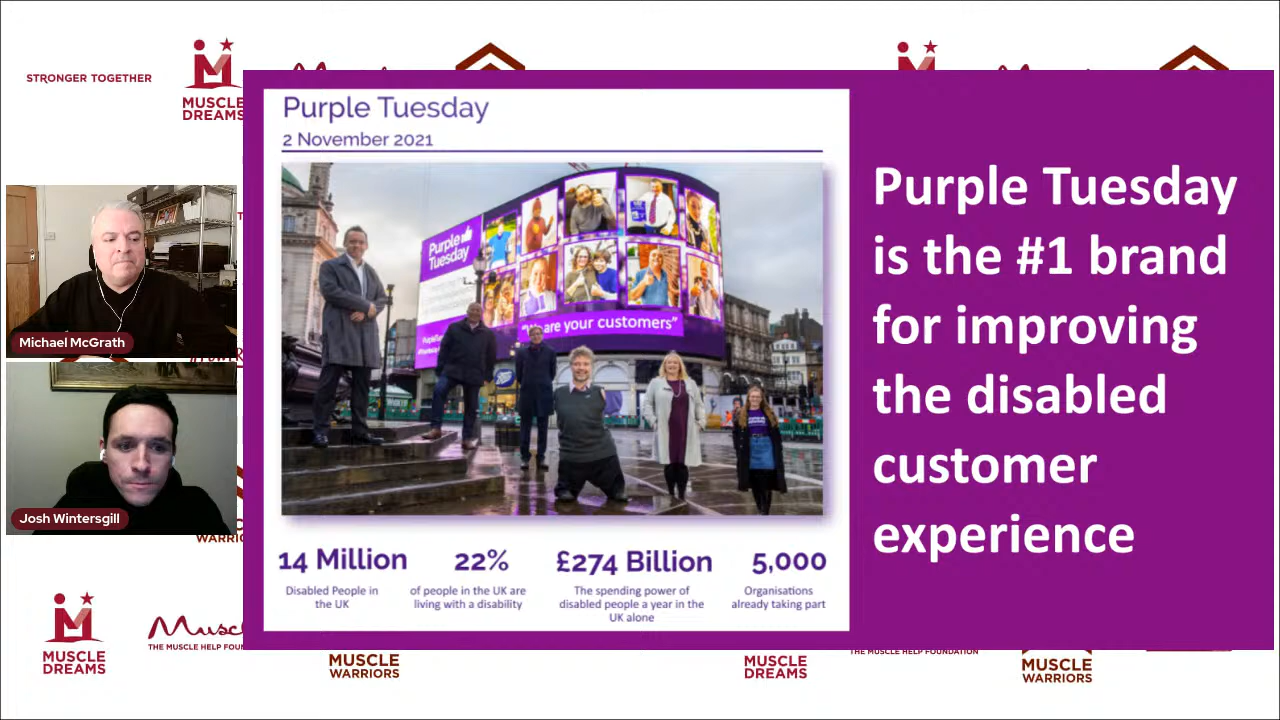 STRONGER TOGETHER
MUSCLE
DREAMS
Michael McGrath
Josh Wintersgill
Purple Tuesday
2 November 2021
Purple
Tuesday
are your customers"
14 Million
Disabled People in
the UK
22%
of people in the UK are
living with a disability
£274 Billion
The spending power of
disabled people a year in the
UK alone
5,000
Organisations
already taking part
Purple Tuesday
is the #1 brand
for improving
the disabled
customer
experience
MUSCLE
DREAMS
THE MUSCLE HELP
MUSCLE
WARRIORS
MUSCLE
DREAMS
THE MUSCLE HELP FOUNDATION
MUSCLE
WARRIORS